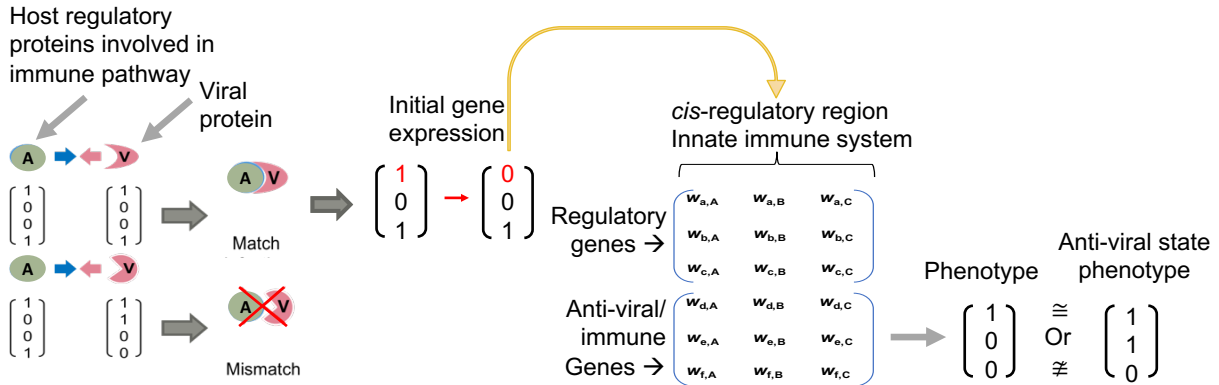 Host regulatory
proteins involved in
immune pathway
Viral
protein
A
V
1
0
0
1
1
0
0
1
A
V
Match
A
V
1
0
0
1
1
1
0
0
A
V
Mismatch
Initial gene
expression
1
0
1
0
0
1
cis-regulatory region
Innate immune system
Regulatory
genes →
w a,A w a,B w a,C
w b,A w b,B w b,C
w c,A w c,B w c,C
Anti-viral/
immune
Genes →
w d,A w d,B w d,C
w e,A w e,B w e,C
w f,A w f,B w f,C
Phenotype
1
0
0
≅
Or
≇
Anti-viral state
phenotype
1
1
0